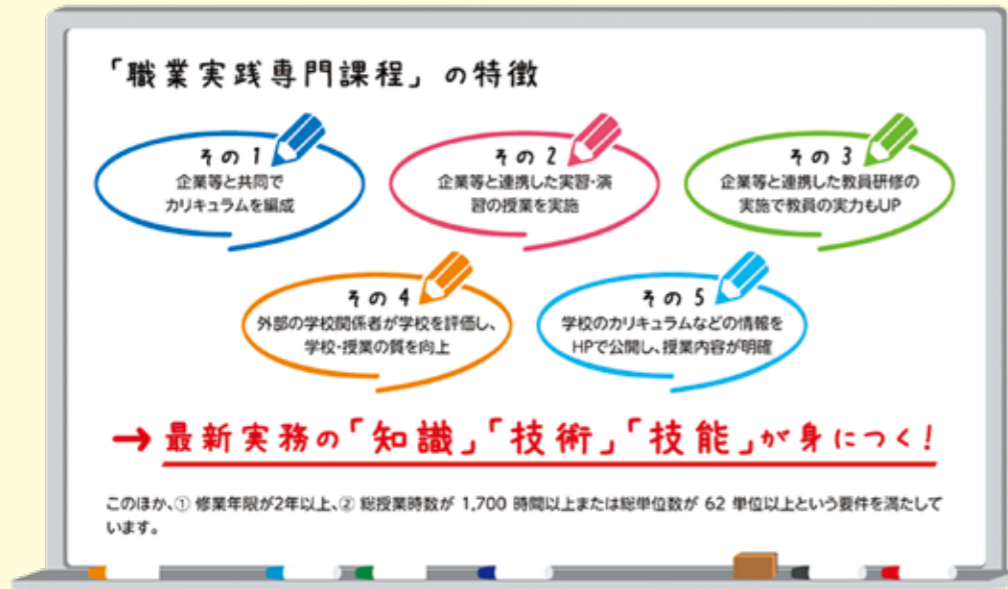 「職業実践専門課程」の特徴
その1
企業等と共同で
カリキュラムを編成
その2
企業等と連携した実習・演
習の授業を実施
その3
企業等と連携した教員研修の
実施で教員の実力もUP
その4
外部の学校関係者が学校を評価し、
学校・授業の質を向上
その5
学校のカリキュラムなどの情報を
HPで公開し、授業内容が明確
→最新実務の「知識」「技術」「技能」が身につく!
このほか、① 修業年限が2年以上、② 総授業時数が 1,700 時間以上または総単位数が 62 単位以上という要件を満たして
います。